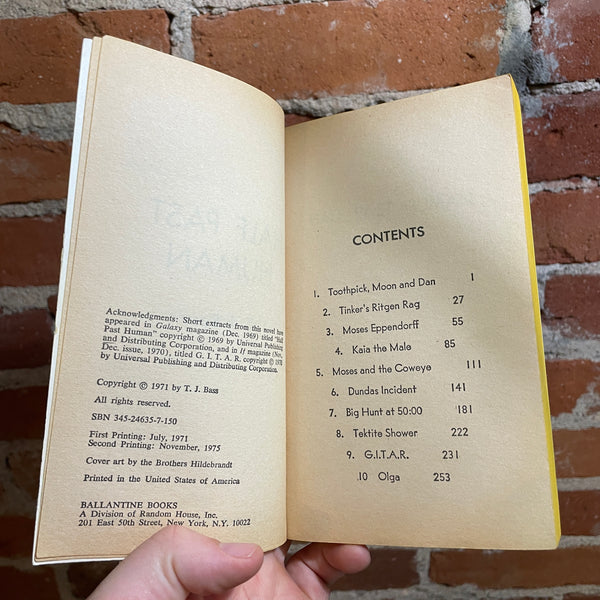 Acknowledgments: Short extracts from this novel have
appeared in Galaxy magazine (Dec. 1969) titled "Half
Past Human" copyright © 1969 by Universal Publishing
and Distributing Corporation, and in If magazine (Nov.
Dec. issue, 1970), titled G. I. T. A. R. copyright © 1970
by Universal Publishing and Distributing Corporation.
Copyright © 1971 by T. J. Bass
All rights reserved.
SBN 345-24635-7-150
First Printing: July, 1971
Second Printing: November, 1975
Cover art by the Brothers Hildebrandt
Printed in the United States of America
BALLANTINE BOOKS
A Division of Random House, Inc.
201 East 50th Street, New York, N.Y. 10022
CONTENTS
1. Toothpick, Moon and Dan 1
2. Tinker's Ritgen Rag 27
3. Moses Eppendorff 55
4. Kaia the Male 85
5. Moses and the Coweye 111
6. Dundas Incident 141
7. Big Hunt at 50:00 181
8. Tektite Shower 222
9. G.I.T.A.R. 231
10 Olga 253